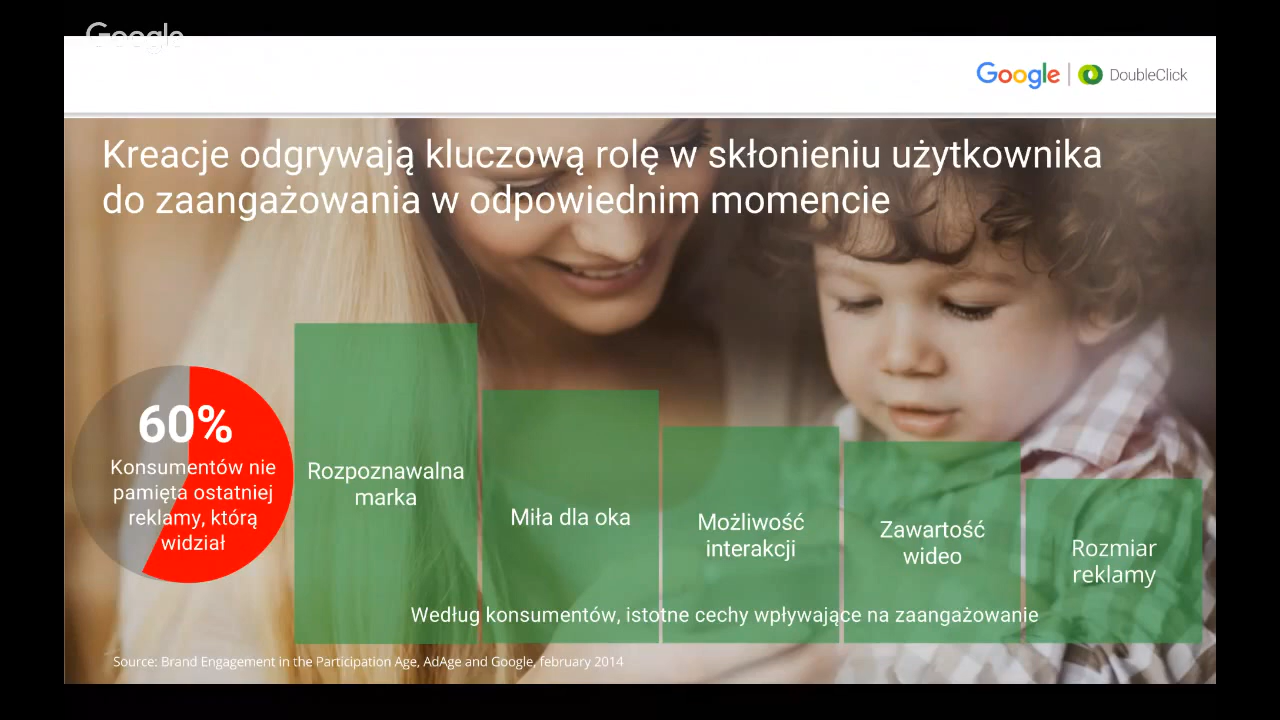 Google
Google | DoubleClick
Kreacje odgrywają kluczową rolę w skłonieniu użytkownika
do zaangażowania w odpowiednim momencie
60%
Konsumentów nie
pamięta ostatniej
reklamy, którą
widział
Rozpoznawalna
marka
Miła dla oka
Możliwość
interakcji
Zawartość
wideo
Rozmiar
reklamy
Według konsumentów, istotne cechy wpływające na zaangażowanie
Source: Brand Engagement in the Participation Age, AdAge and Google, february 2014